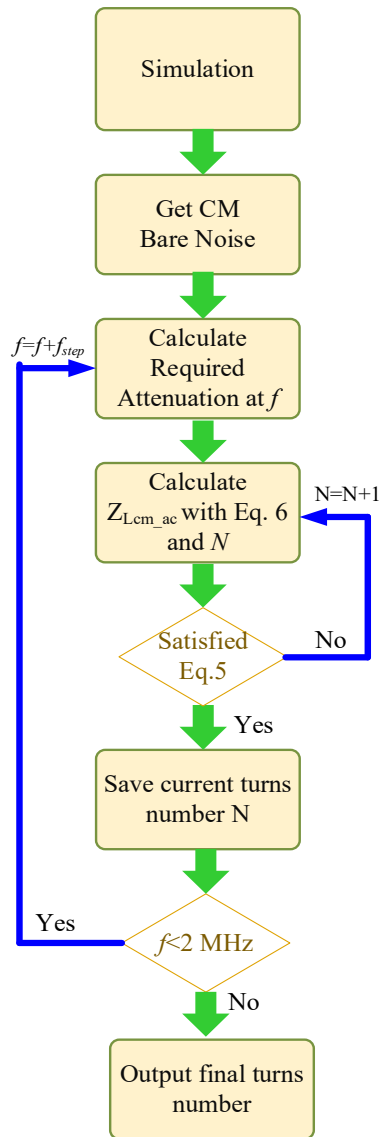 Simulation
Get CM
Bare Noise
f=f+fstep
Calculate
Required
Attenuation at f
Calculate
ZLcm_ac with Eq. 6
and N
N=N+1
Satisfied
Eq.5
No
Yes
Save current turns
number N
Yes
f<2 MHz
No
Output final turns
number